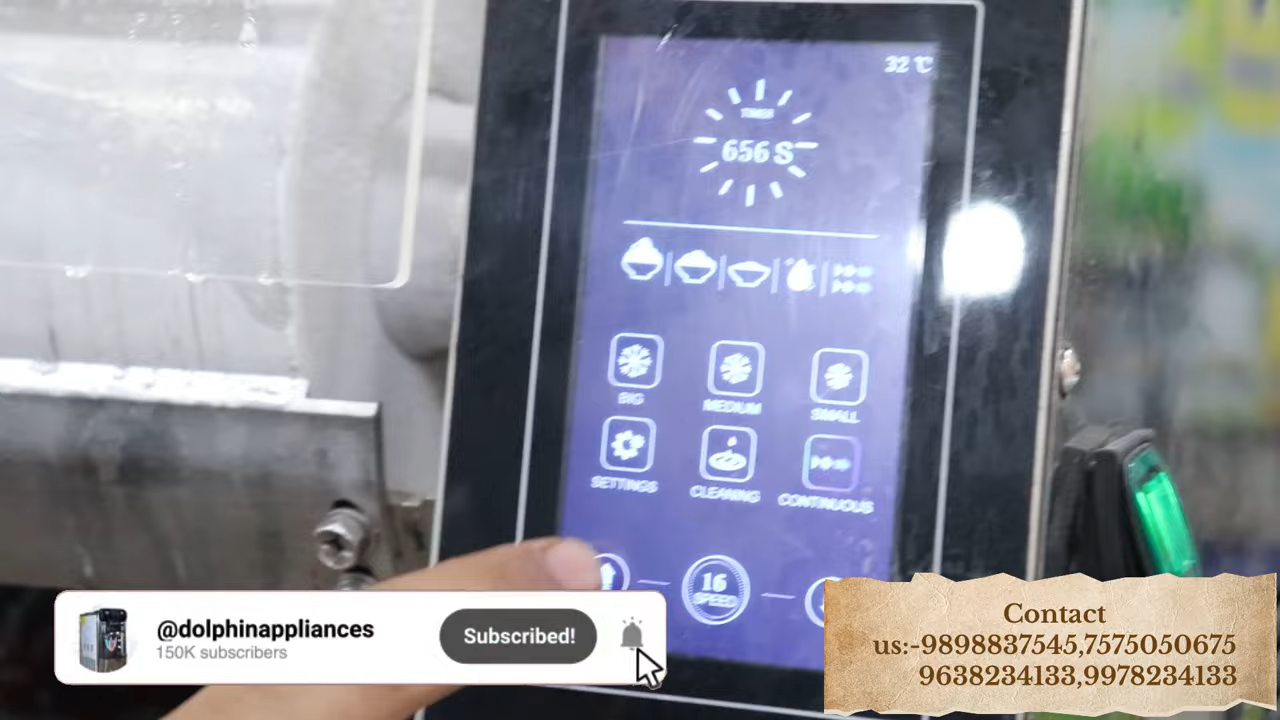 32 ℃
TIMER
656 S
BIG
MEDIUM
SMALL
SETTINGS
CLEANING
CONTINUOUS
16
SPEED
@dolphinappliances
150K subscribers
Subscribed!
Contact
us:-9898837545,7575050675
9638234133,9978234133